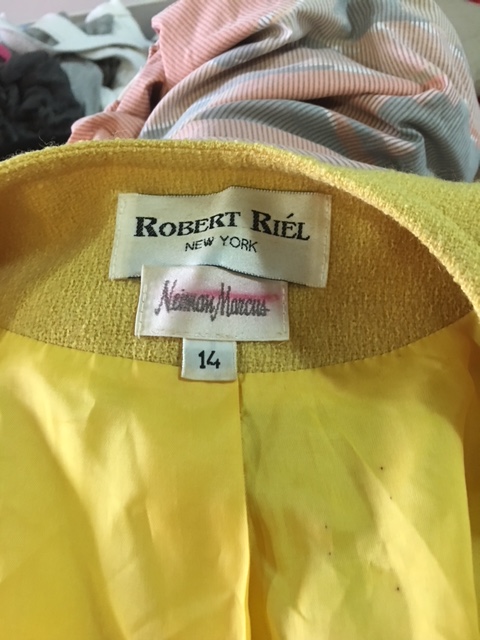 ROBERT RIÉL
NEW YORK
Neiman Marcus
14